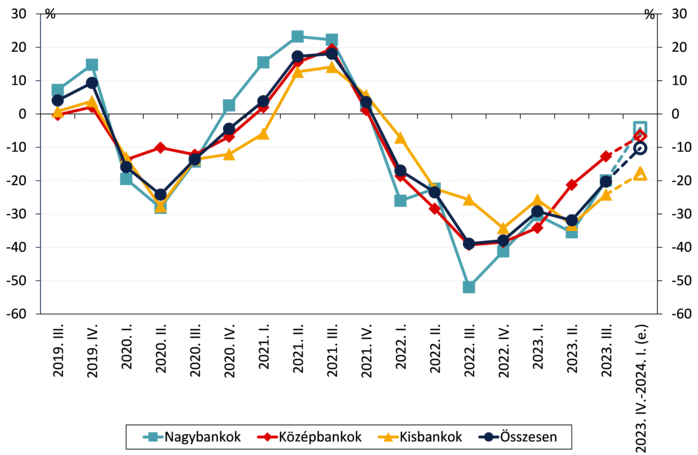 % %
30 30
20 20
10 10
0 0
-10 -10
-20 -20
-30 -30
-40 -40
-50 -50
-60 -60
2019. III.
2019. IV.
2020. I.
2020. II.
2020. III.
2020. IV.
2021. I.
2021. II.
2021. III.
2021. IV.
2022. I.
2022. II.
2022. III.
2022. IV.
2023. I.
2023. II.
2023. III.
2023. IV.-2024. I. (e.)
Nagybankok Középbankok Kisbankok Összesen